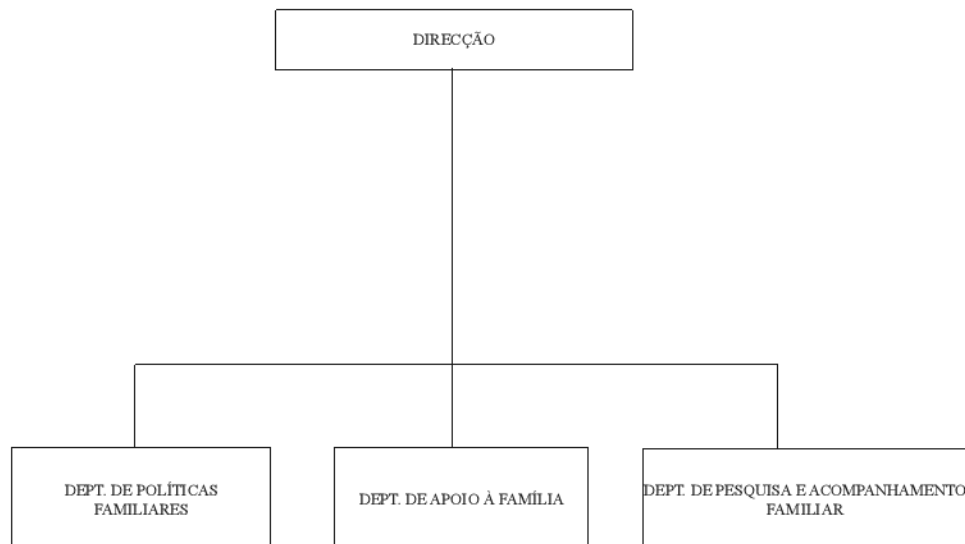 DIRECÇÃO
DEPT. DE POLÍTICAS
FAMILIARES
DEPT. DE APOIO À FAMÍLIA
DEPT. DE PESQUISA E ACOMPANHAMENTO
FAMILIAR